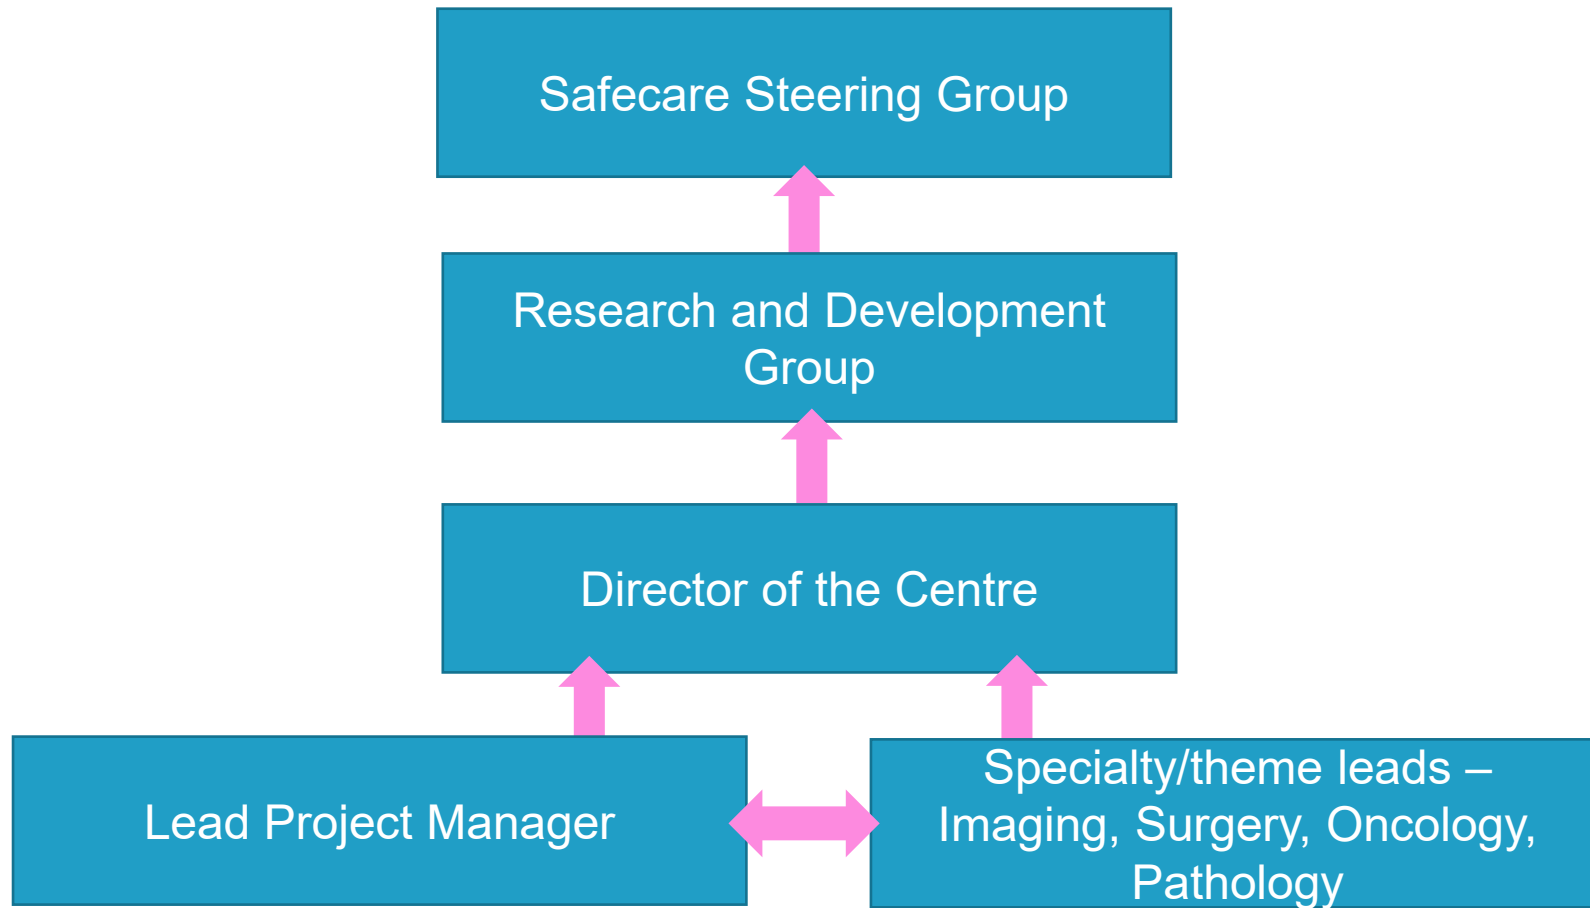 Safecare Steering Group
Research and Development
Group
Director of the Centre
Lead Project Manager
Specialty/theme leads –
Imaging, Surgery, Oncology,
Pathology